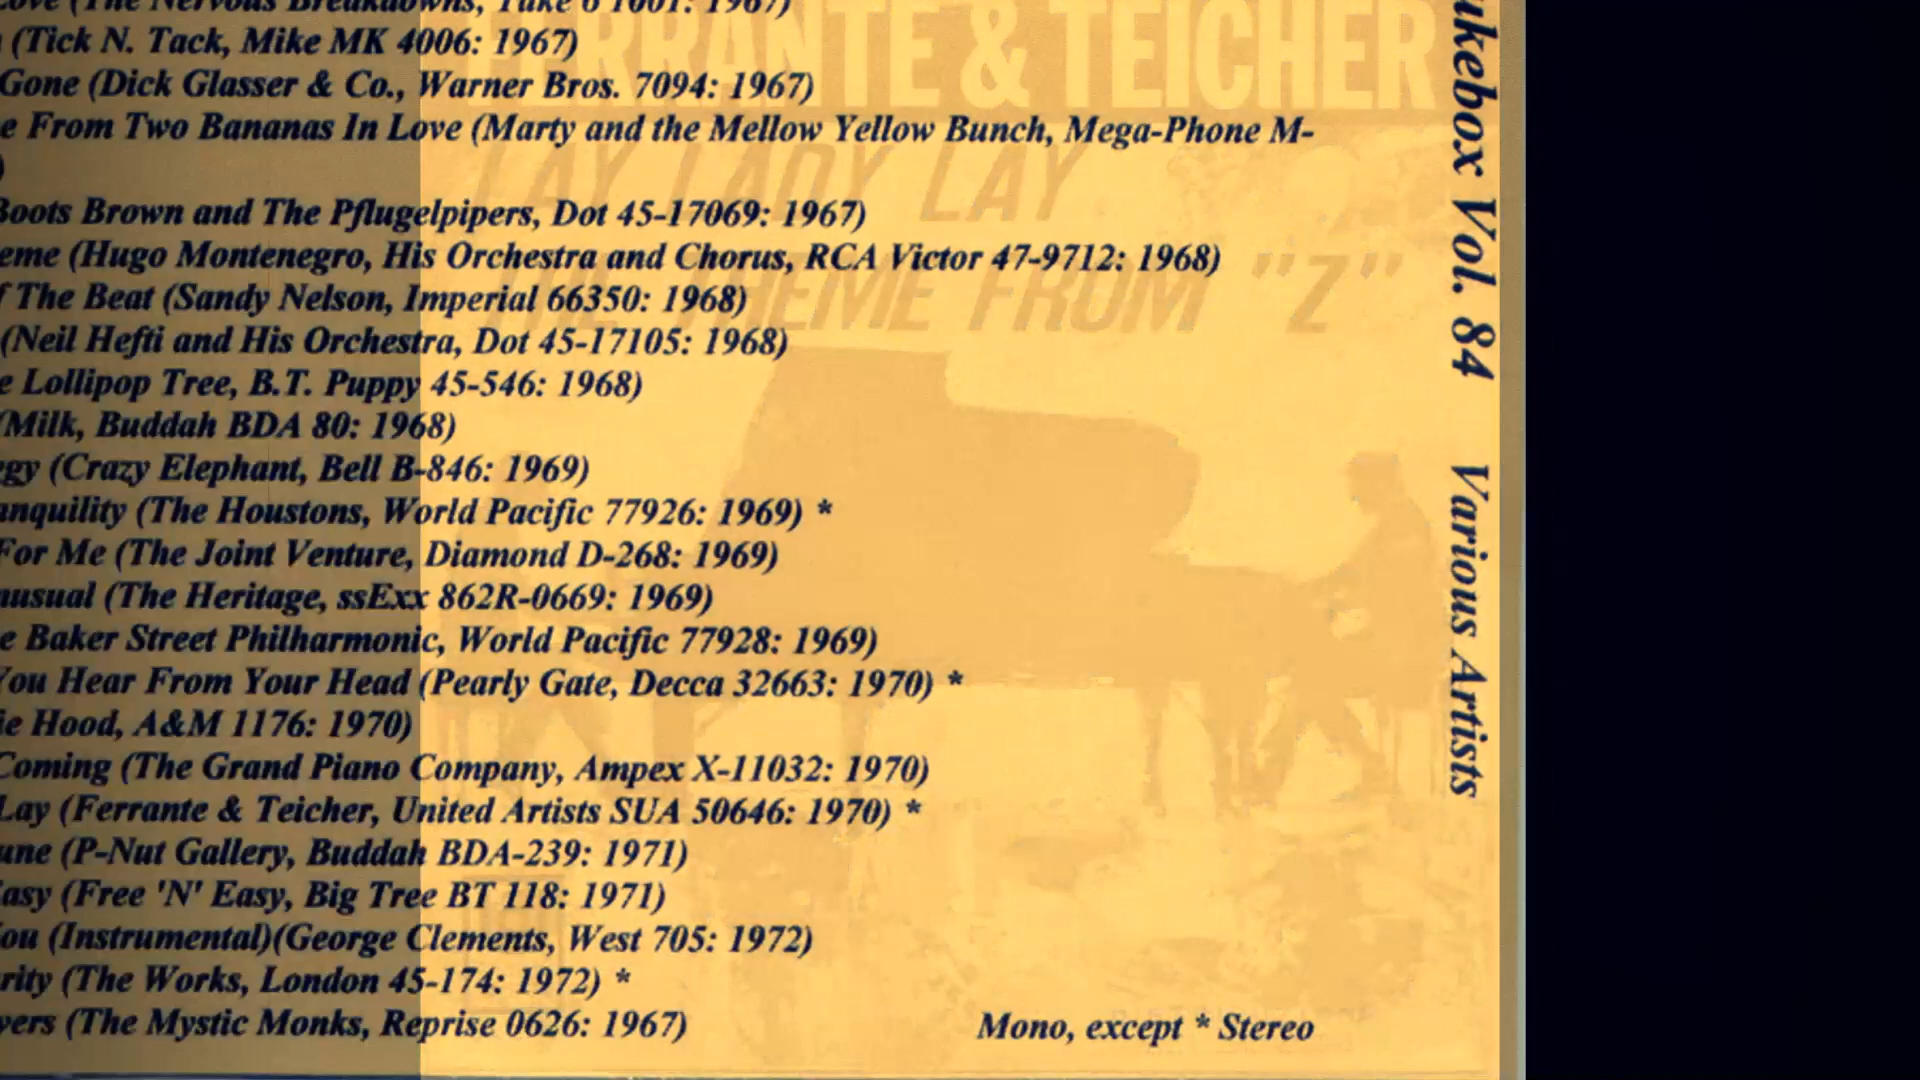 Love (The Nervous Breakdowns, Take 6 1001: 1967)
(Tick N. Tack, Mike MK 4006: 1967)
Gone (Dick Glasser & Co., Warner Bros. 7094: 1967)
e From Two Bananas In Love (Marty and the Mellow Yellow Bunch, Mega-Phone M-
)
Boots Brown and The Pflugelpipers, Dot 45-17069: 1967)
eme (Hugo Montenegro, His Orchestra and Chorus, RCA Victor 47-9712: 1968)
f The Beat (Sandy Nelson, Imperial 66350: 1968)
(Neil Hefti and His Orchestra, Dot 45-17105: 1968)
e Lollipop Tree, B.T. Puppy 45-546: 1968)
(Milk, Buddah BDA 80: 1968)
gy (Crazy Elephant, Bell B-846: 1969)
anquility (The Houstons, World Pacific 77926: 1969) *
For Me (The Joint Venture, Diamond D-268: 1969)
nusual (The Heritage, ssExx 862R-0669: 1969)
e Baker Street Philharmonic, World Pacific 77928: 1969)
You Hear From Your Head (Pearly Gate, Decca 32663: 1970) *
ie Hood, A&M 1176: 1970)
Coming (The Grand Piano Company, Ampex X-11032: 1970)
Lay (Ferrante & Teicher, United Artists SUA 50646: 1970) *
une (P-Nut Gallery, Buddah BDA-239: 1971)
Easy (Free 'N' Easy, Big Tree BT 118: 1971)
ou (Instrumental)(George Clements, West 705: 1972)
rity (The Works, London 45-174: 1972) *
vers (The Mystic Monks, Reprise 0626: 1967)
Mono, except * Stereo
FERRANTE & TEICHER
LAY LADY LAY
THEME FROM "Z"
ukebox Vol. 84 Various Artists